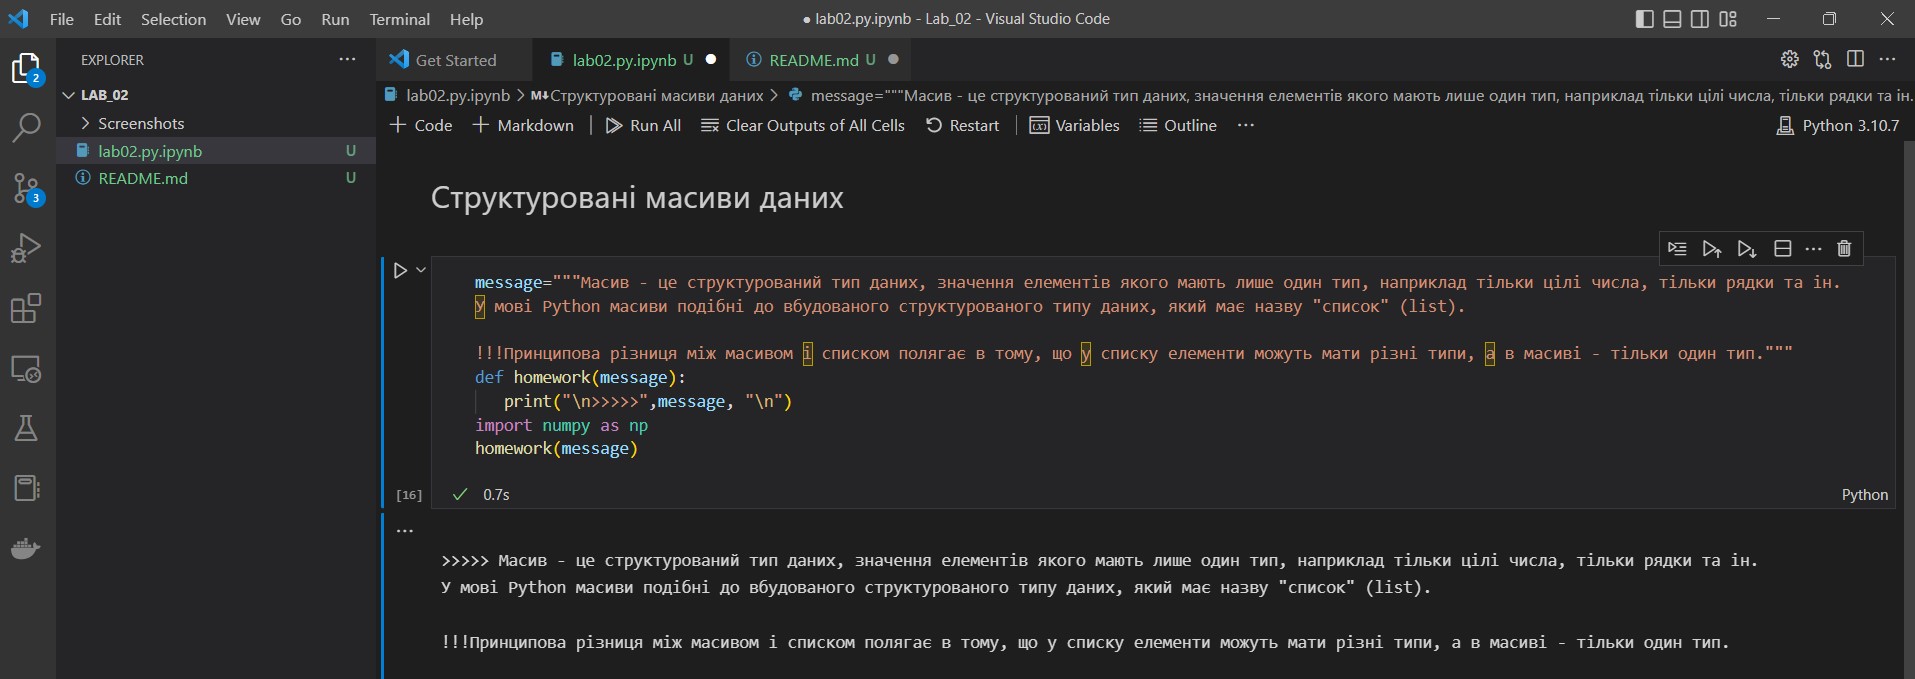 File Edit Selection View Go Run Terminal Help
● lab02.py.ipynb - Lab_02 - Visual Studio Code
2
3
EXPLORER ...
LAB_02
Screenshots
lab02.py.ipynb U
README.md U
Get Started
lab02.py.ipynb U ●
README.md U ●
lab02.py.ipynb > M↓Структуровані масиви даних > message="""Масив - це структурований тип даних, значення елементів якого мають лише один тип, наприклад тільки цілі числа, тільки рядки та ін.
+ Code + Markdown | Run All Clear Outputs of All Cells Restart | Variables Outline ...
Python 3.10.7
Структуровані масиви даних
message="""Масив - це структурований тип даних, значення елементів якого мають лише один тип, наприклад тільки цілі числа, тільки рядки та ін.
У мові Python масиви подібні до вбудованого структурованого типу даних, який має назву "список" (list).
!!!Принципова різниця між масивом і списком полягає в тому, що у списку елементи можуть мати різні типи, а в масиві - тільки один тип."""
def homework(message):
print("\n>>>>>",message, "\n")
import numpy as np
homework(message)
[16] ✓ 0.7s
Python
...
>>>>> Масив - це структурований тип даних, значення елементів якого мають лише один тип, наприклад тільки цілі числа, тільки рядки та ін.
У мові Python масиви подібні до вбудованого структурованого типу даних, який має назву "список" (list).
!!!Принципова різниця між масивом і списком полягає в тому, що у списку елементи можуть мати різні типи, а в масиві - тільки один тип.